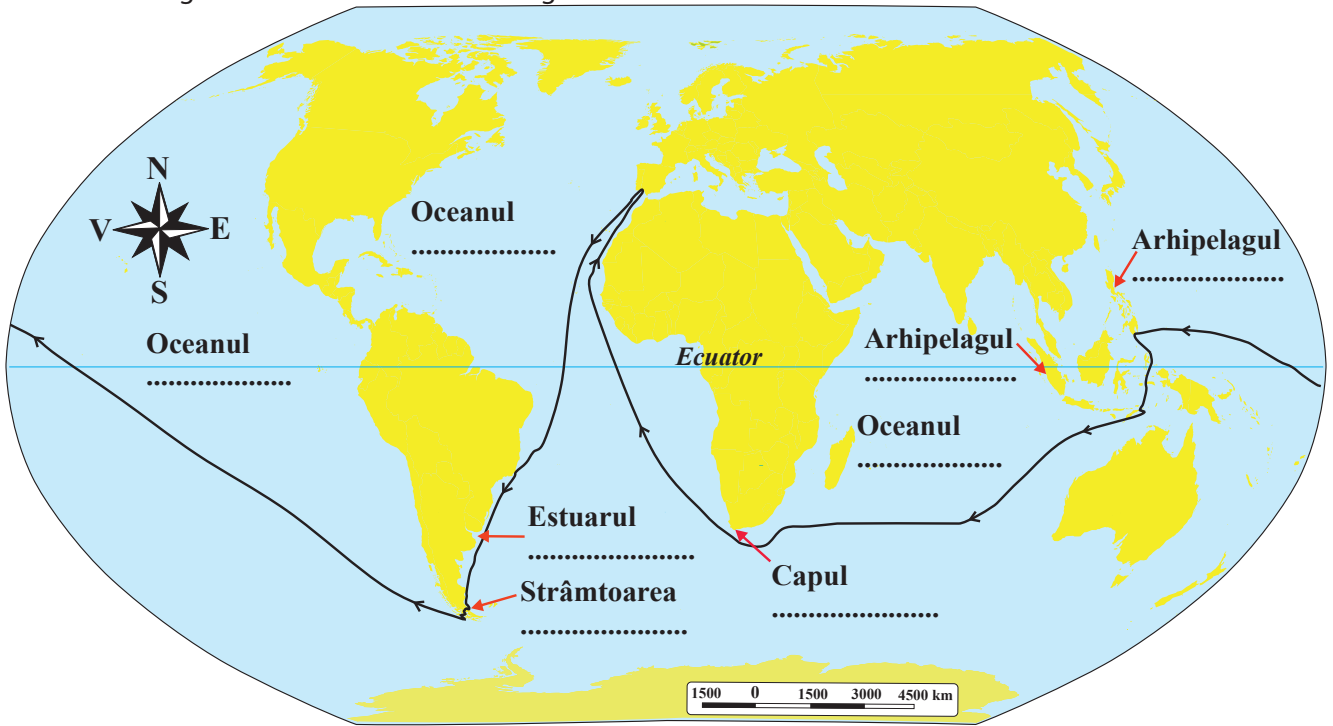 N
V E
S
Oceanul
....................
Arhipelagul
....................
Oceanul
....................
Ecuator
Arhipelagul
....................
Oceanul
....................
Estuarul
....................
Capul
....................
Strâmtoarea
....................
1500 0 1500 3000 4500 km